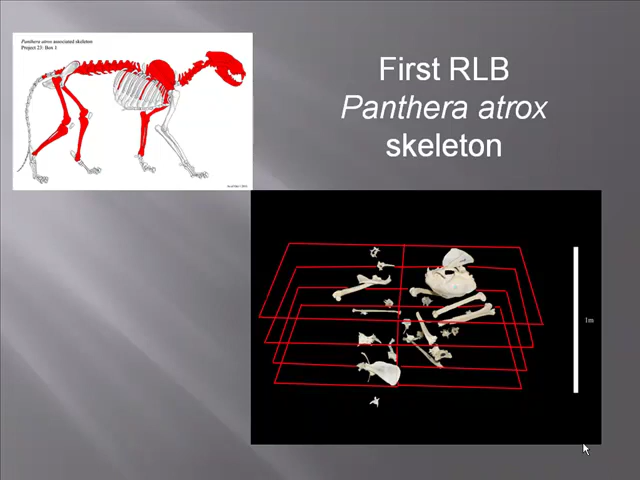 Panthera atrox associated skeleton
Project 23: Box 1
First RLB
Panthera atrox
skeleton
1m